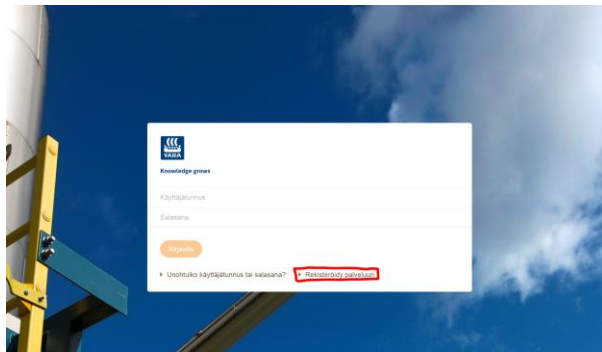 YARA
Knowledge grows
Käyttäjätunnus
Salasana
Kirjaudu
Unohtuiko käyttäjätunnus tai salasana? Rekisteröidy palveluun